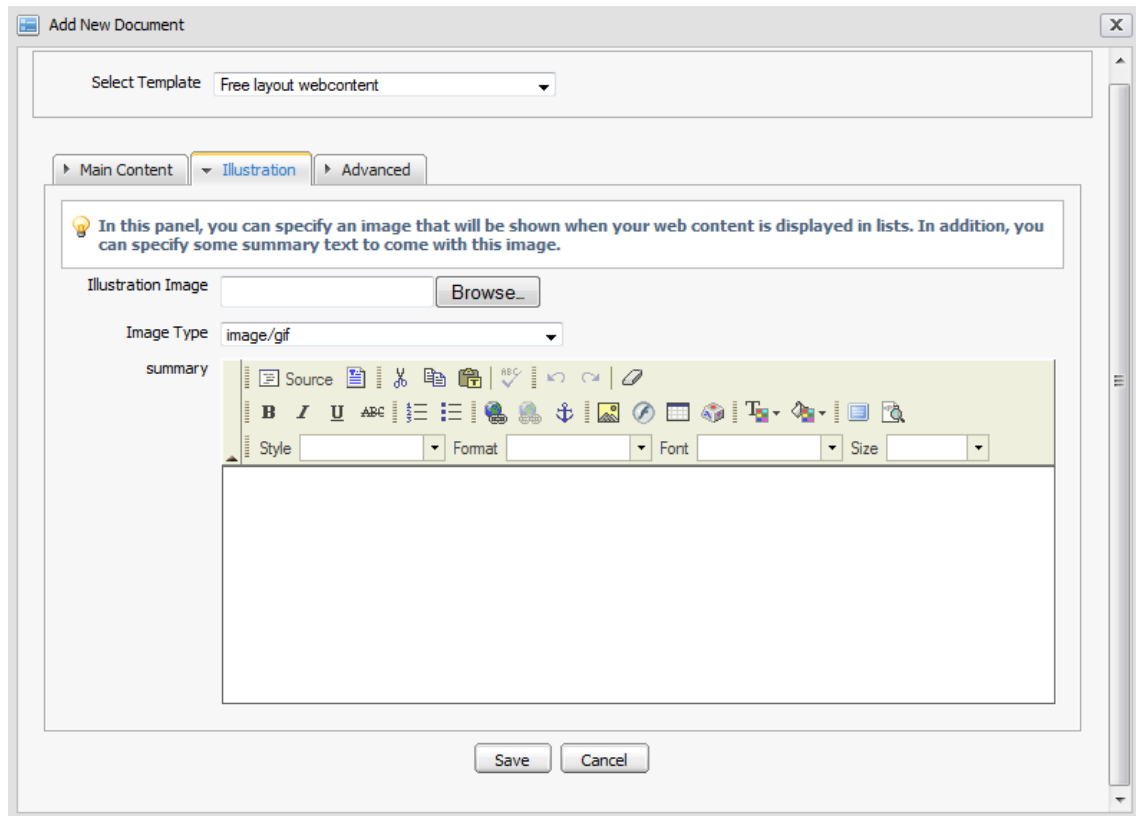 Add New Document
Select Template Free layout webcontent
Main Content Illustration Advanced
In this panel, you can specify an image that will be shown when your web content is displayed in lists. In addition, you
can specify some summary text to come with this image.
Illustration Image Browse...
Image Type image/gif
summary Source ABC
B I U ABC
Style Format Font Size
Save Cancel